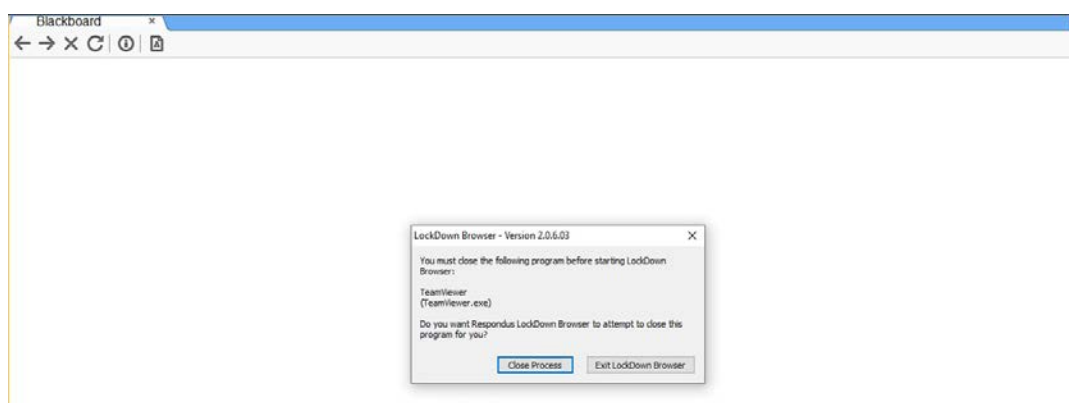 Blackboard
LockDown Browser - Version 2.0.6.03
You must close the following program before starting LockDown
Browser:
TeamViewer
(TeamViewer.exe)
Do you want Respondus LockDown Browser to attempt to close this
program for you?
Close Process
Exit LockDown Browser